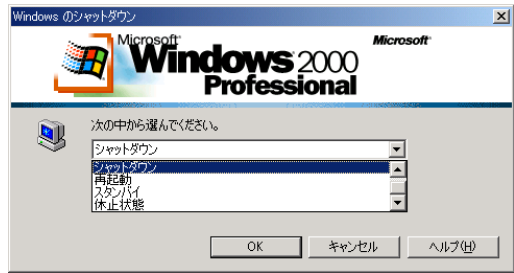 Windows のシャットダウン
Microsoft
Microsoft
Windows 2000
Professional
次の中から選んでください。
シャットダウン
シャットダウン
再起動
スタンバイ
休止状態
OK
キャンセル
ヘルプ(H)